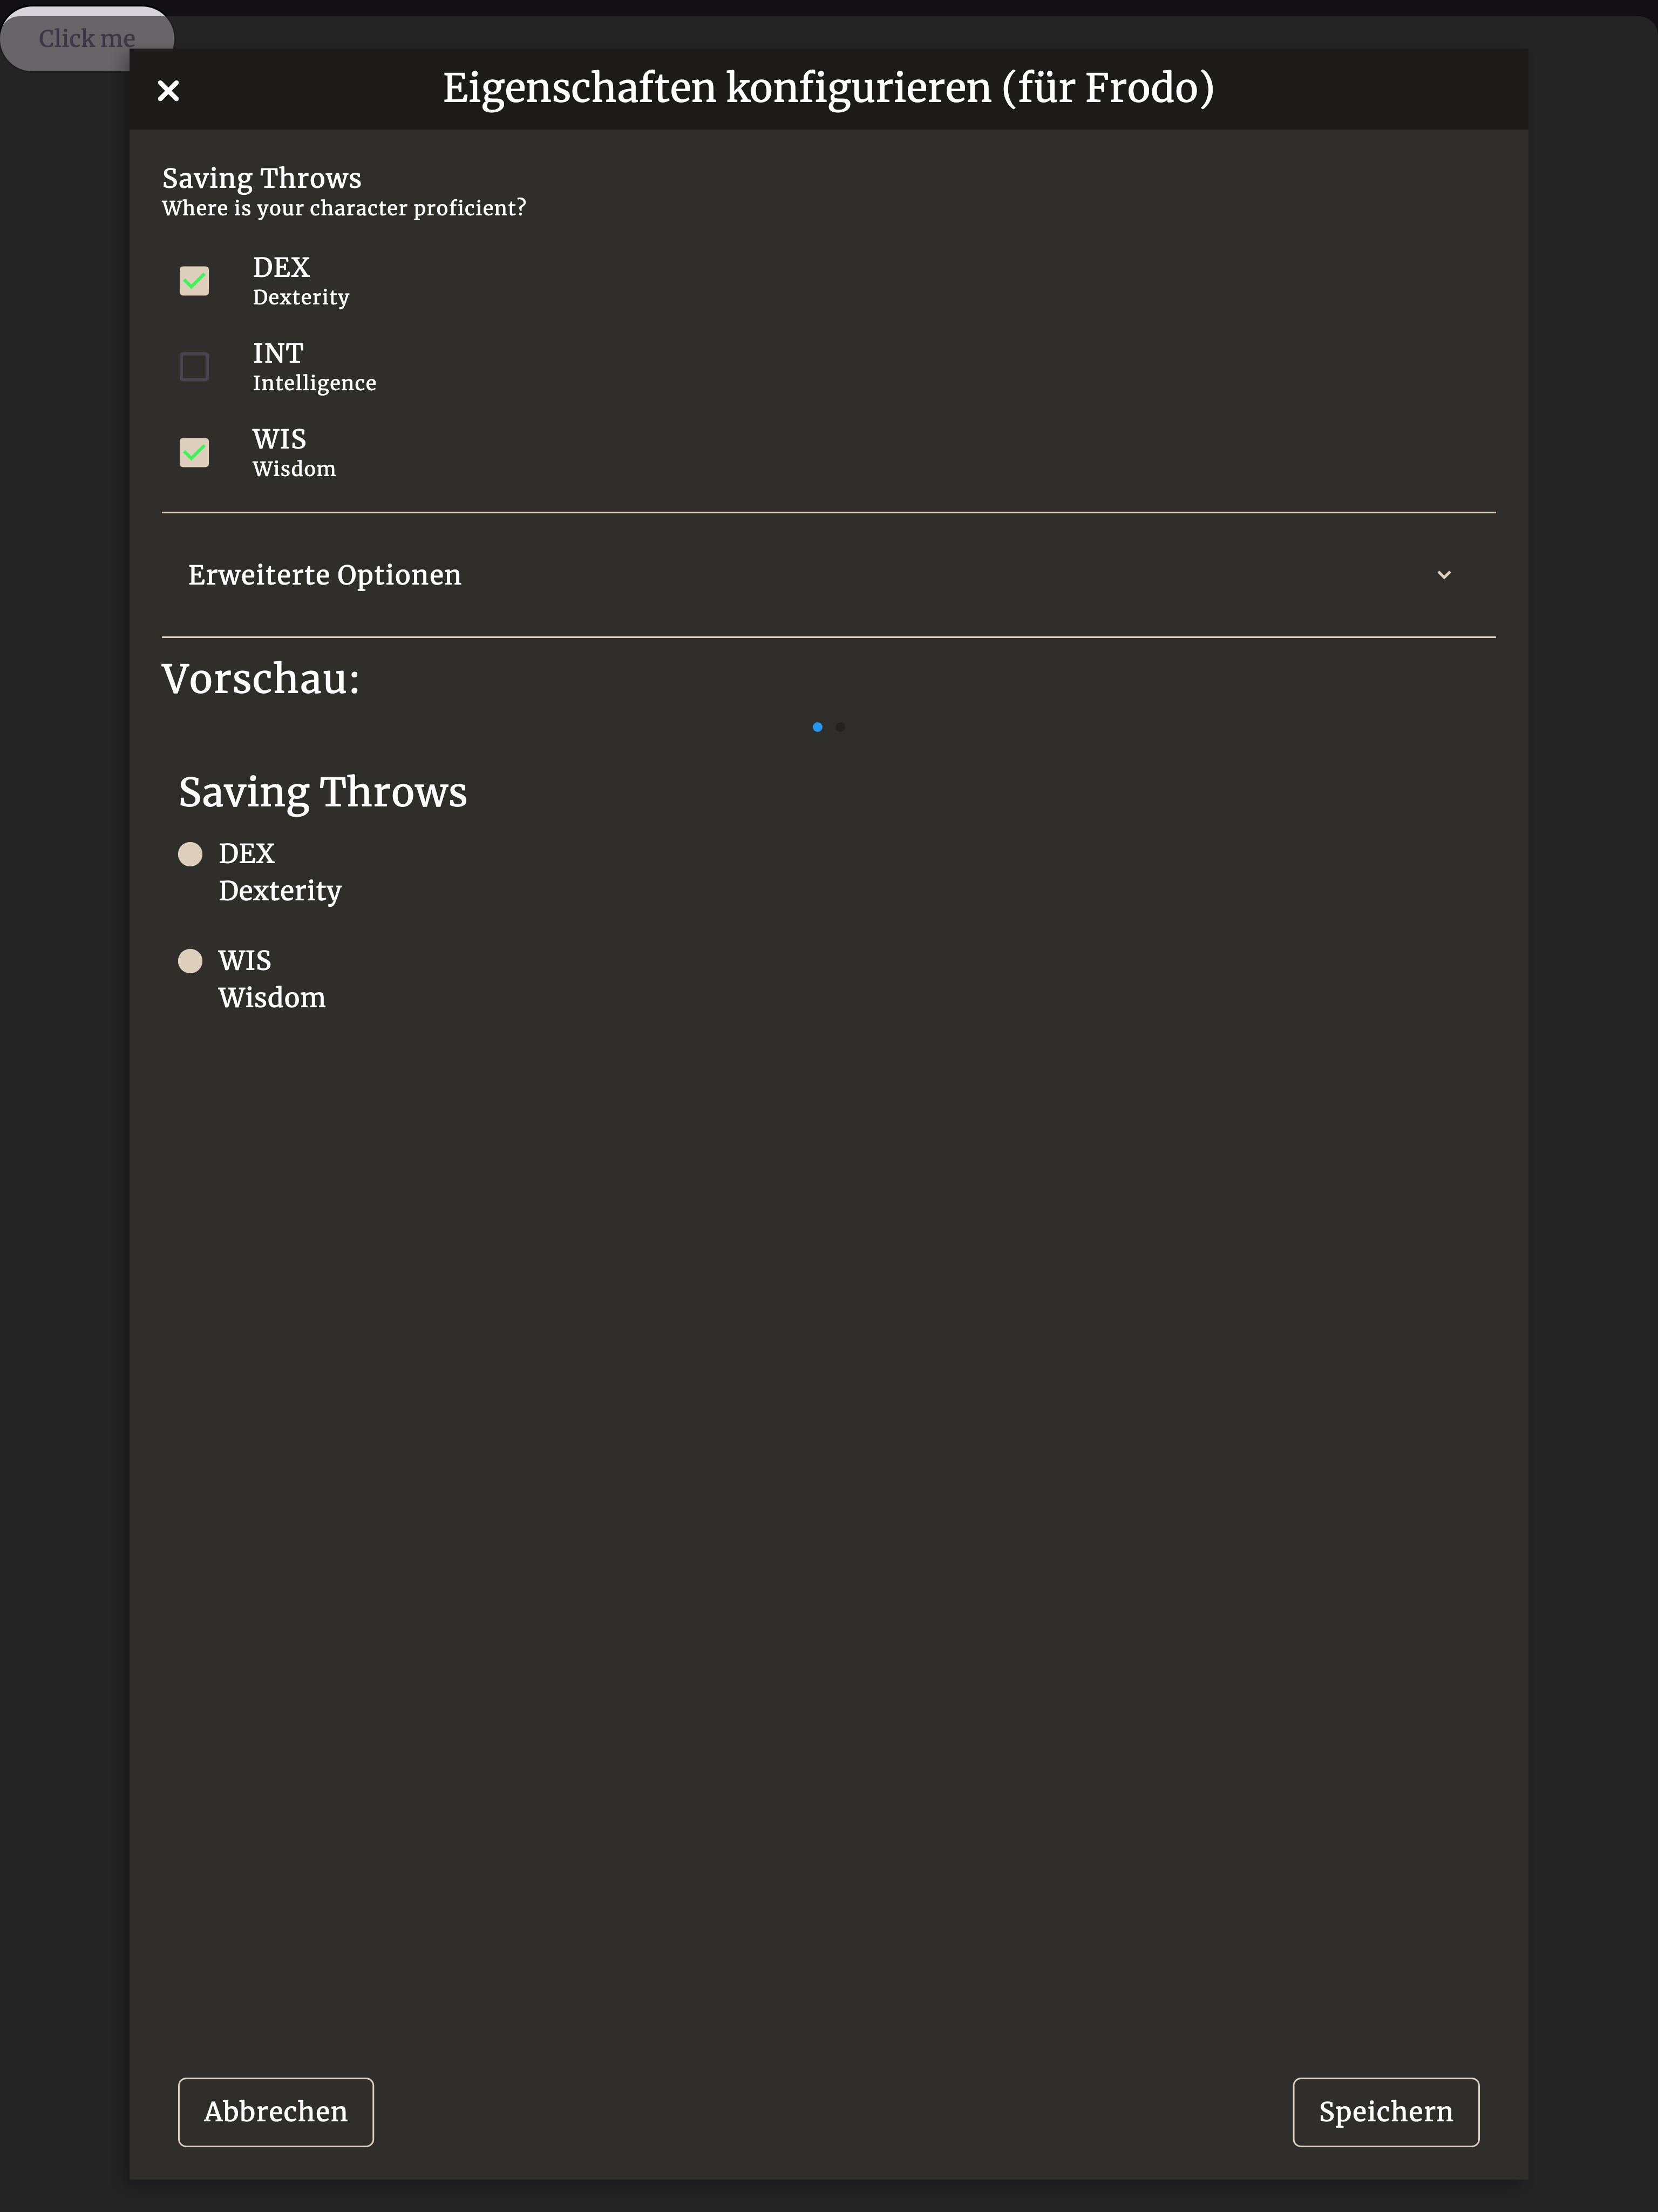 Click me
Eigenschaften konfigurieren (für Frodo)
Saving Throws
Where is your character proficient?
DEX
Dexterity
INT
Intelligence
WIS
Wisdom
Erweiterte Optionen
Vorschau:
Saving Throws
DEX
Dexterity
WIS
Wisdom
Abbrechen
Speichern